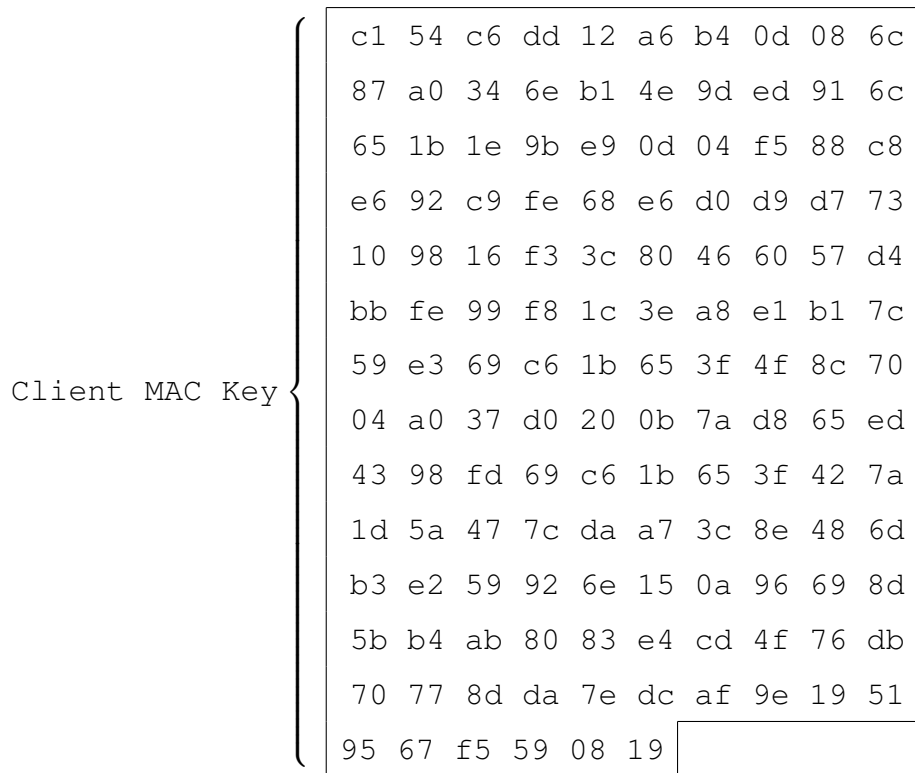 c1 54 c6 dd 12 a6 b4 0d 08 6c
87 a0 34 6e b1 4e 9d ed 91 6c
65 1b 1e 9b e9 0d 04 f5 88 c8
e6 92 c9 fe 68 e6 d0 d9 d7 73
10 98 16 f3 3c 80 46 60 57 d4
bb fe 99 f8 1c 3e a8 e1 b1 7c
59 e3 69 c6 1b 65 3f 4f 8c 70
Client MAC Key
04 a0 37 d0 20 0b 7a d8 65 ed
43 98 fd 69 c6 1b 65 3f 42 7a
1d 5a 47 7c da a7 3c 8e 48 6d
b3 e2 59 92 6e 15 0a 96 69 8d
5b b4 ab 80 83 e4 cd 4f 76 db
70 77 8d da 7e dc af 9e 19 51
95 67 f5 59 08 19